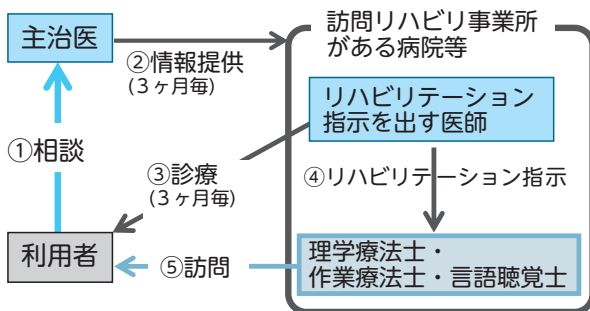 主治医
②情報提供
(3ヶ月毎)
訪問リハビリ事業所
がある病院等
リハビリテーション
指示を出す医師
①相談
③診療
(3ヶ月毎)
④リハビリテーション指示
利用者
⑤訪問
理学療法士・
作業療法士・言語聴覚士